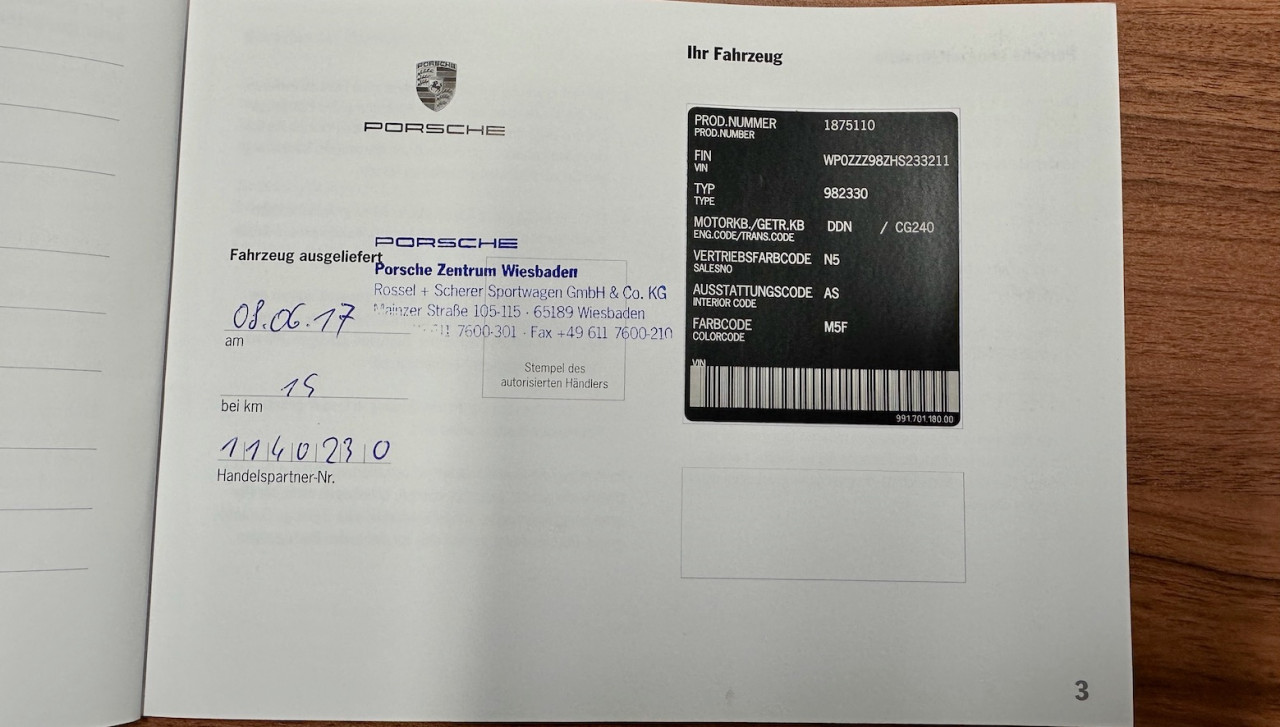 PORSCHE
PORSCHE
Fahrzeug ausgeliefert
PORSCHE
Porsche Zentrum Wiesbaden
Rossel + Scherer Sportwagen GmbH & Co. KG
Mainzer Straße 105-115 · 65189 Wiesbaden
7600-301 · Fax +49 611 7600-210
08.06.17
am
Stempel des
autorisierten Händlers
15
bei km
1140230
Handelspartner-Nr.
Ihr Fahrzeug
PROD.NUMMER 1875110
PROD.NUMBER
FIN WP0ZZZ98ZHS233211
VIN
TYP 982330
TYPE
MOTORKB./GETR.KB DDN / CG240
ENG.CODE/TRANS.CODE
VERTRIEBSFARBCODE N5
SALESNO
AUSSTATTUNGSCODE AS
INTERIOR CODE
FARBCODE M5F
COLORCODE
VIN
991.701.180.00
3